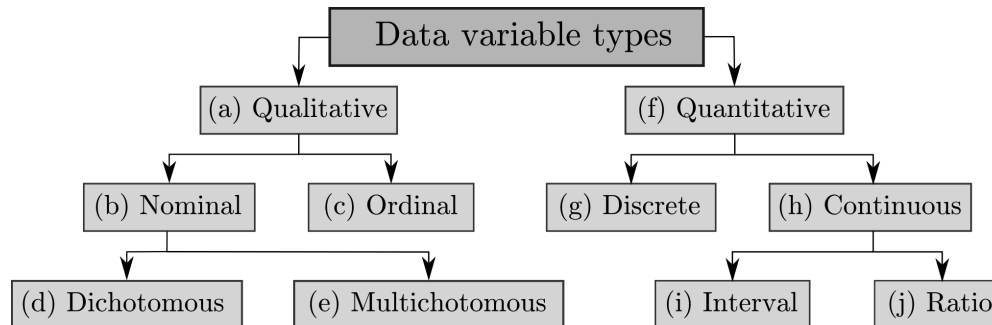 Data variable types
(a) Qualitative
(f) Quantitative
(b) Nominal
(c) Ordinal
(g) Discrete
(h) Continuous
(d) Dichotomous
(e) Multichotomous
(i) Interval
(j) Ratio